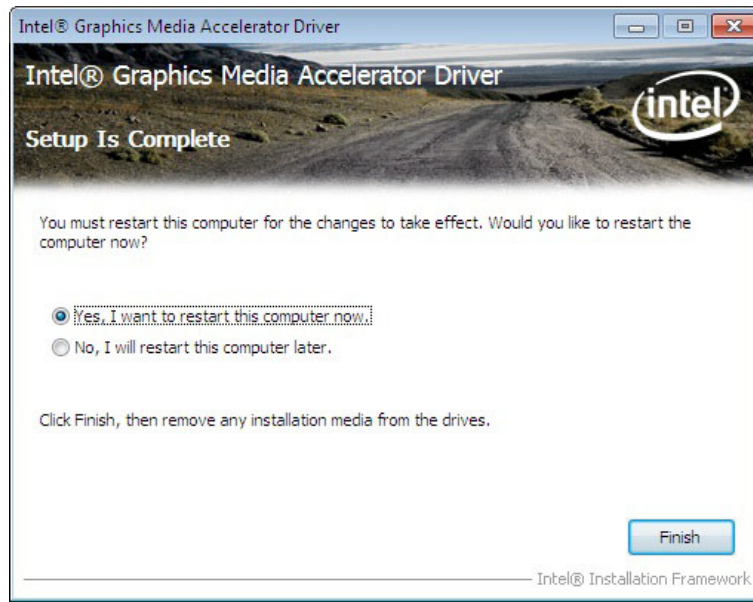 Intel® Graphics Media Accelerator Driver
Intel® Graphics Media Accelerator Driver
intel
Setup Is Complete
You must restart this computer for the changes to take effect. Would you like to restart the
computer now?
Yes, I want to restart this computer now.
No, I will restart this computer later.
Click Finish, then remove any installation media from the drives.
Finish
Intel® Installation Framework